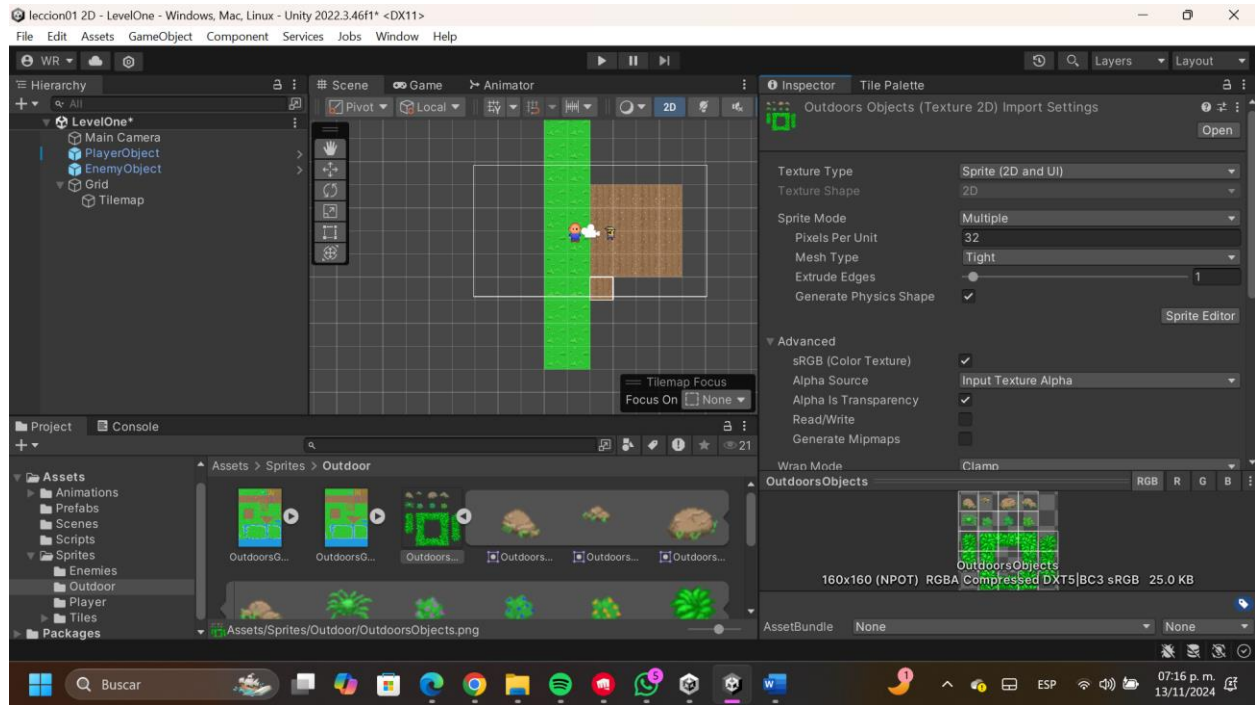 leccion01 2D - LevelOne - Windows, Mac, Linux - Unity 2022.3.46f1* <DX11>
File Edit Assets GameObject Component Services Jobs Window Help
WR Layers Layout
Hierarchy
All
LevelOne*
Main Camera
PlayerObject
EnemyObject
Grid
Tilemap
Scene Game Animator
Pivot Local 2D
Tilemap Focus
Focus On None
Inspector Tile Palette
Outdoors Objects (Texture 2D) Import Settings
Open
Texture Type Sprite (2D and UI)
Texture Shape 2D
Sprite Mode Multiple
Pixels Per Unit 32
Mesh Type Tight
Extrude Edges 1
Generate Physics Shape
Sprite Editor
Advanced
sRGB (Color Texture)
Alpha Source Input Texture Alpha
Alpha Is Transparency
Read/Write
Generate Mipmaps
Wrap Mode Clamp
Project Console
21
Assets
Animations
Prefabs
Scenes
Scripts
Sprites
Enemies
Outdoor
Player
Tiles
Packages
Assets > Sprites > Outdoor
OutdoorsG... OutdoorsG... Outdoors... Outdoors... Outdoors... Outdoors...
Assets/Sprites/Outdoor/OutdoorsObjects.png
OutdoorsObjects RGB R G B
OutdoorsObjects
160x160 (NPOT) RGBA Compressed DXT5|BC3 sRGB 25.0 KB
AssetBundle None None
Buscar 5 W 1 ESP 07:16 p. m.
13/11/2024